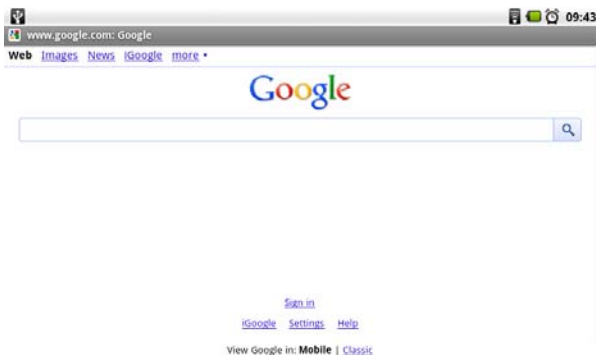 09:43
www.google.com: Google
Web Images News iGoogle more
Google
Sign in
iGoogle Settings Help
View Google in: Mobile | Classic